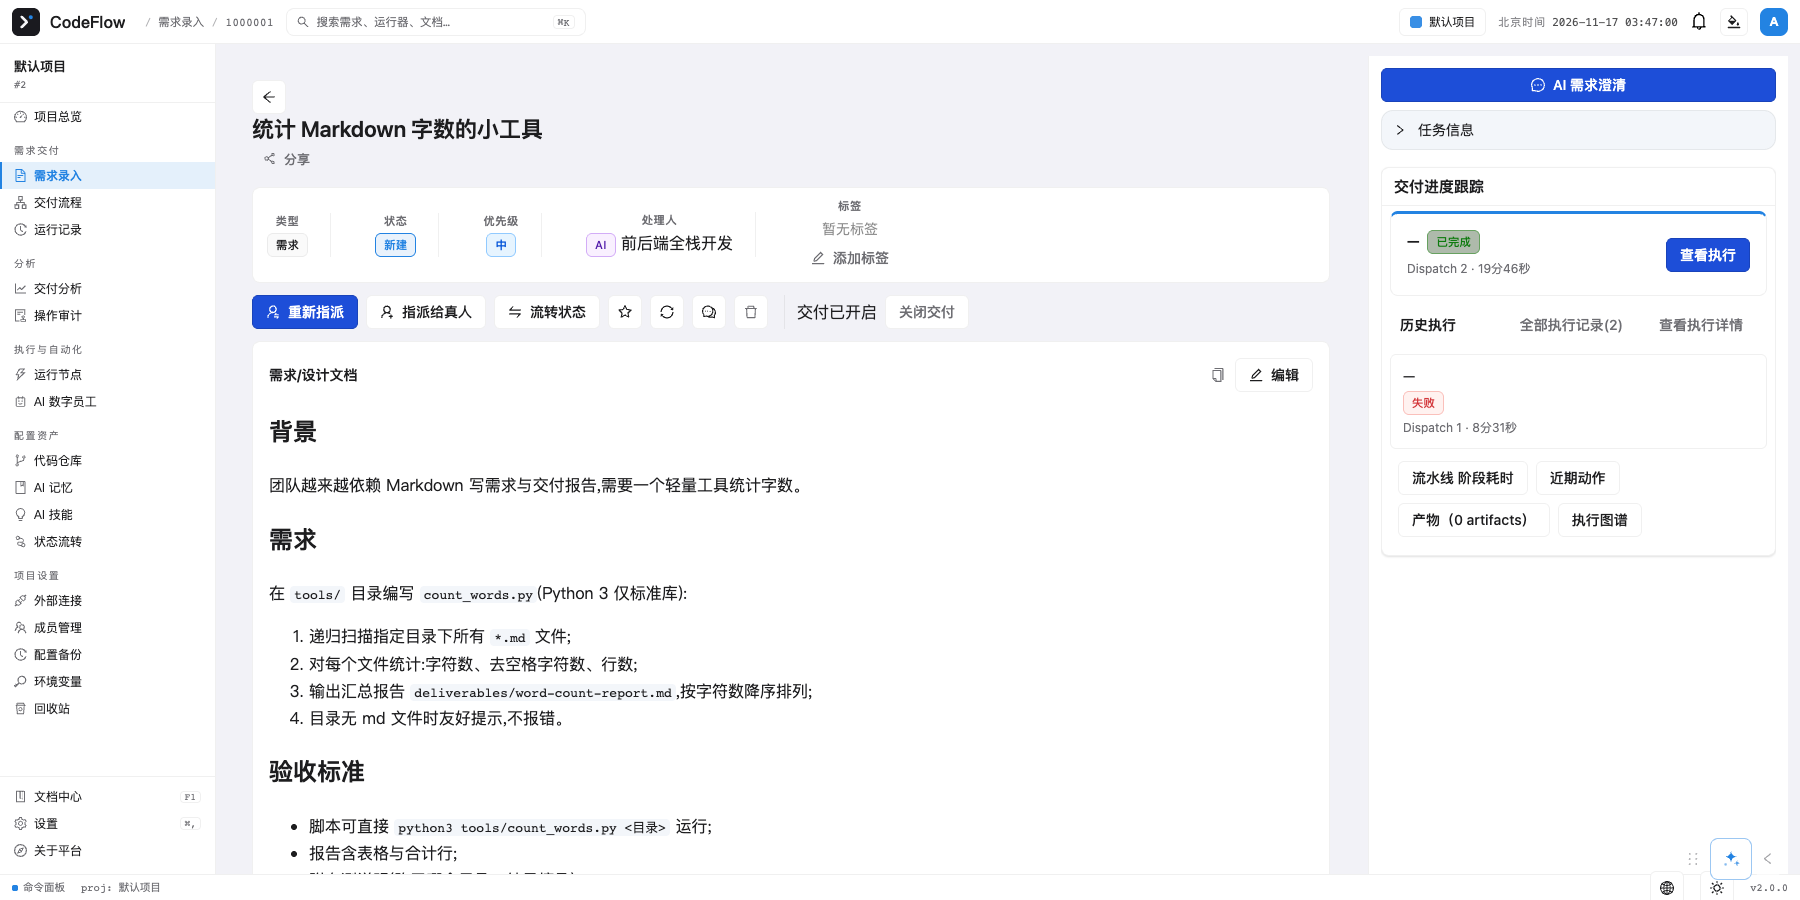 CodeFlow / 需求录入 / 1000001 搜索需求、运行器、文档… ⌘K 默认项目 北京时间 2026-11-17 03:47:00 A
默认项目
#2
项目总览
需求交付
需求录入
交付流程
运行记录
分析
交付分析
操作审计
执行与自动化
运行节点
AI 数字员工
配置资产
代码仓库
AI 记忆
AI 技能
状态流转
项目设置
外部连接
成员管理
配置备份
环境变量
回收站
文档中心 F1
设置 ⌘,
关于平台
统计 Markdown 字数的小工具
分享
类型
需求
状态
新建
优先级
中
处理人
AI 前后端全栈开发
标签
暂无标签
添加标签
重新指派 指派给真人 流转状态 交付已开启 关闭交付
需求/设计文档 编辑
背景
团队越来越依赖 Markdown 写需求与交付报告,需要一个轻量工具统计字数。
需求
在 tools/ 目录编写 count_words.py(Python 3 仅标准库):
1. 递归扫描指定目录下所有 *.md 文件;
2. 对每个文件统计:字符数、去空格字符数、行数;
3. 输出汇总报告 deliverables/word-count-report.md,按字符数降序排列;
4. 目录无 md 文件时友好提示,不报错。
验收标准
• 脚本可直接 python3 tools/count_words.py <目录> 运行;
• 报告含表格与合计行;
AI 需求澄清
任务信息
交付进度跟踪
— 已完成
Dispatch 2 · 19分46秒
查看执行
历史执行 全部执行记录(2) 查看执行详情
—
失败
Dispatch 1 · 8分31秒
流水线 阶段耗时 近期动作
产物（0 artifacts） 执行图谱
命令面板 proj: 默认项目 v2.0.0